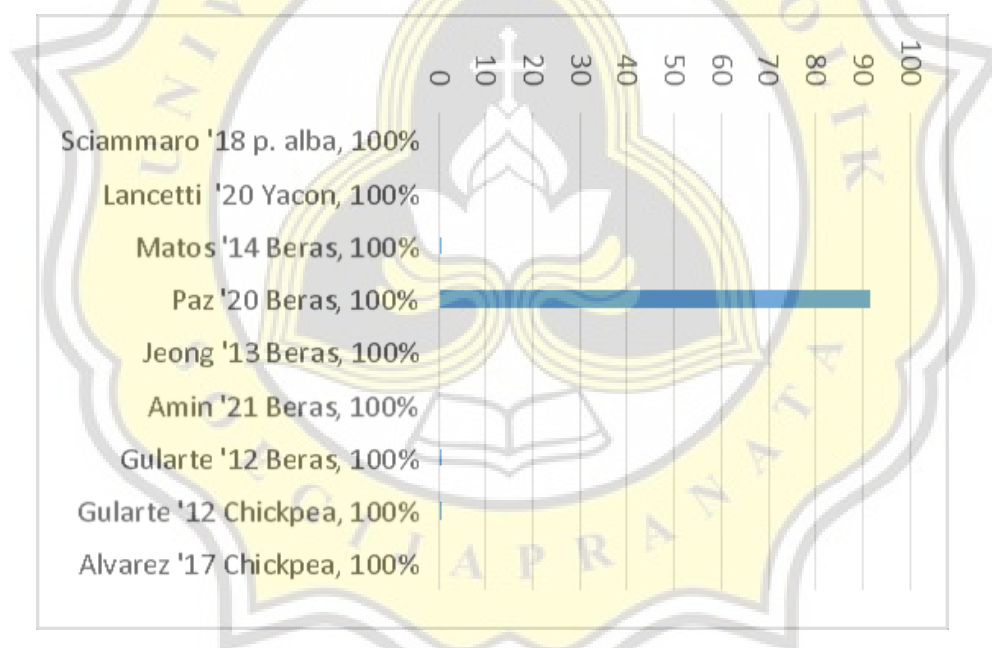 0 10 20 30 40 50 60 70 80 90 100
Sciammaro '18 p. alba, 100%
Lancetti '20 Yacon, 100%
Matos '14 Beras, 100%
Paz '20 Beras, 100%
Jeong '13 Beras, 100%
Amin '21 Beras, 100%
Gularte '12 Beras, 100%
Gularte '12 Chickpea, 100%
Alvarez '17 Chickpea, 100%